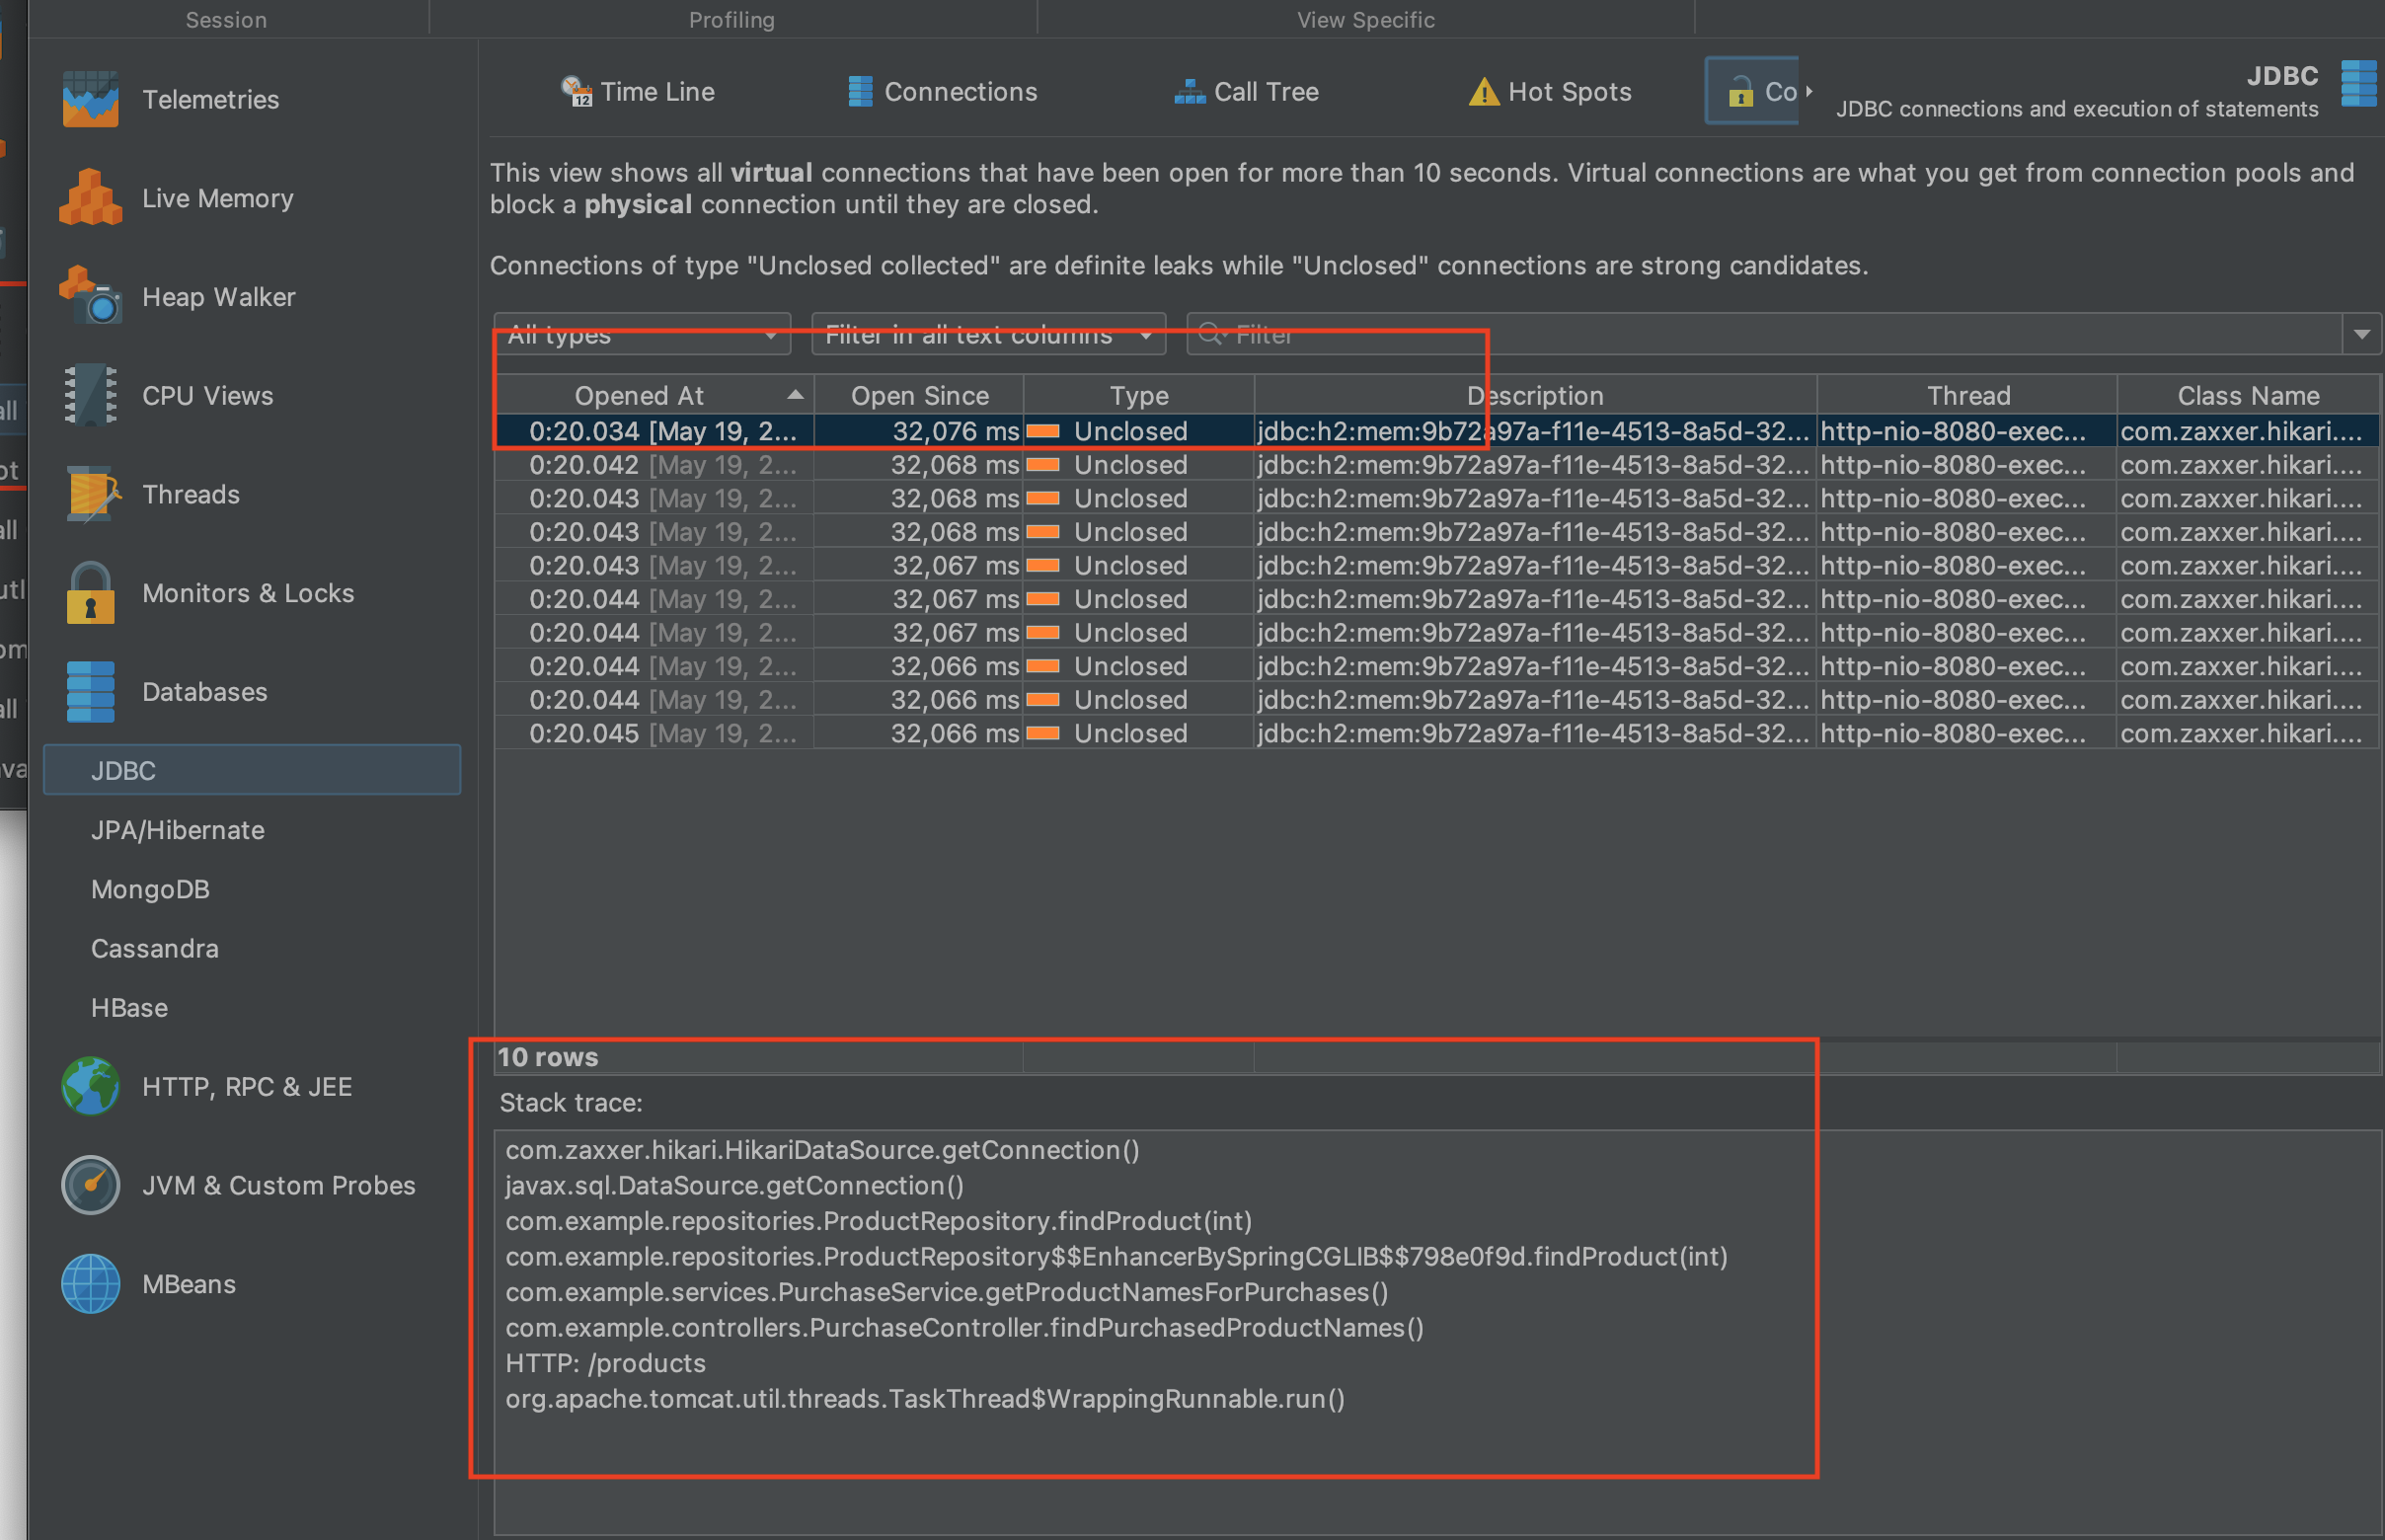 Session
Profiling
View Specific
Telemetries
Live Memory
Heap Walker
CPU Views
Threads
Monitors & Locks
Databases
JDBC
JPA/Hibernate
MongoDB
Cassandra
HBase
HTTP, RPC & JEE
JVM & Custom Probes
MBeans
12
Time Line
Connections
Call Tree
Hot Spots
Co
JDBC
JDBC connections and execution of statements
This view shows all virtual connections that have been open for more than 10 seconds. Virtual connections are what you get from connection pools and
block a physical connection until they are closed.
Connections of type "Unclosed collected" are definite leaks while "Unclosed" connections are strong candidates.
All types
Filter in all text columns
Filter
Opened At Open Since Type Description Thread Class Name
0:20.034 [May 19, 2... 32,076 ms Unclosed jdbc:h2:mem:9b72a97a-f11e-4513-8a5d-32... http-nio-8080-exec... com.zaxxer.hikari....
0:20.042 [May 19, 2... 32,068 ms Unclosed jdbc:h2:mem:9b72a97a-f11e-4513-8a5d-32... http-nio-8080-exec... com.zaxxer.hikari....
0:20.043 [May 19, 2... 32,068 ms Unclosed jdbc:h2:mem:9b72a97a-f11e-4513-8a5d-32... http-nio-8080-exec... com.zaxxer.hikari....
0:20.043 [May 19, 2... 32,068 ms Unclosed jdbc:h2:mem:9b72a97a-f11e-4513-8a5d-32... http-nio-8080-exec... com.zaxxer.hikari....
0:20.043 [May 19, 2... 32,067 ms Unclosed jdbc:h2:mem:9b72a97a-f11e-4513-8a5d-32... http-nio-8080-exec... com.zaxxer.hikari....
0:20.044 [May 19, 2... 32,067 ms Unclosed jdbc:h2:mem:9b72a97a-f11e-4513-8a5d-32... http-nio-8080-exec... com.zaxxer.hikari....
0:20.044 [May 19, 2... 32,067 ms Unclosed jdbc:h2:mem:9b72a97a-f11e-4513-8a5d-32... http-nio-8080-exec... com.zaxxer.hikari....
0:20.044 [May 19, 2... 32,066 ms Unclosed jdbc:h2:mem:9b72a97a-f11e-4513-8a5d-32... http-nio-8080-exec... com.zaxxer.hikari....
0:20.044 [May 19, 2... 32,066 ms Unclosed jdbc:h2:mem:9b72a97a-f11e-4513-8a5d-32... http-nio-8080-exec... com.zaxxer.hikari....
0:20.045 [May 19, 2... 32,066 ms Unclosed jdbc:h2:mem:9b72a97a-f11e-4513-8a5d-32... http-nio-8080-exec... com.zaxxer.hikari....
10 rows
Stack trace:
com.zaxxer.hikari.HikariDataSource.getConnection()
javax.sql.DataSource.getConnection()
com.example.repositories.ProductRepository.findProduct(int)
com.example.repositories.ProductRepository$$EnhancerBySpringCGLIB$$798e0f9d.findProduct(int)
com.example.services.PurchaseService.getProductNamesForPurchases()
com.example.controllers.PurchaseController.findPurchasedProductNames()
HTTP: /products
org.apache.tomcat.util.threads.TaskThread$WrappingRunnable.run()